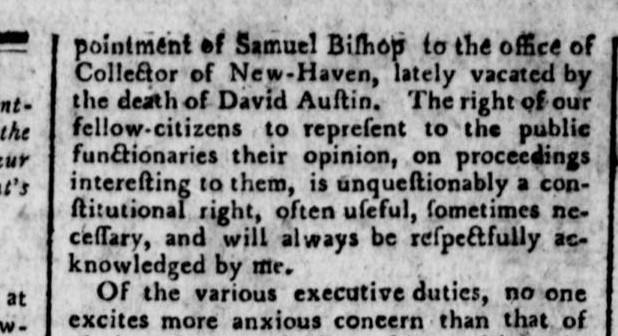 pointment of Samuel Biſhop to the office of
Collector of New-Haven, lately vacated by
the death of David Auſtin. The right of our
fellow-citizens to repreſent to the public
functionaries their opinion, on proceedings
intereſting to them, is unqueſtionably a con-
ſtitutional right, often uſeful, ſometimes ne-
ceſſary, and will always be reſpectfully ac-
knowledged by me.
Of the various executive duties, no one
excites more anxious concern than that of
nt-
the
t's
at
w-